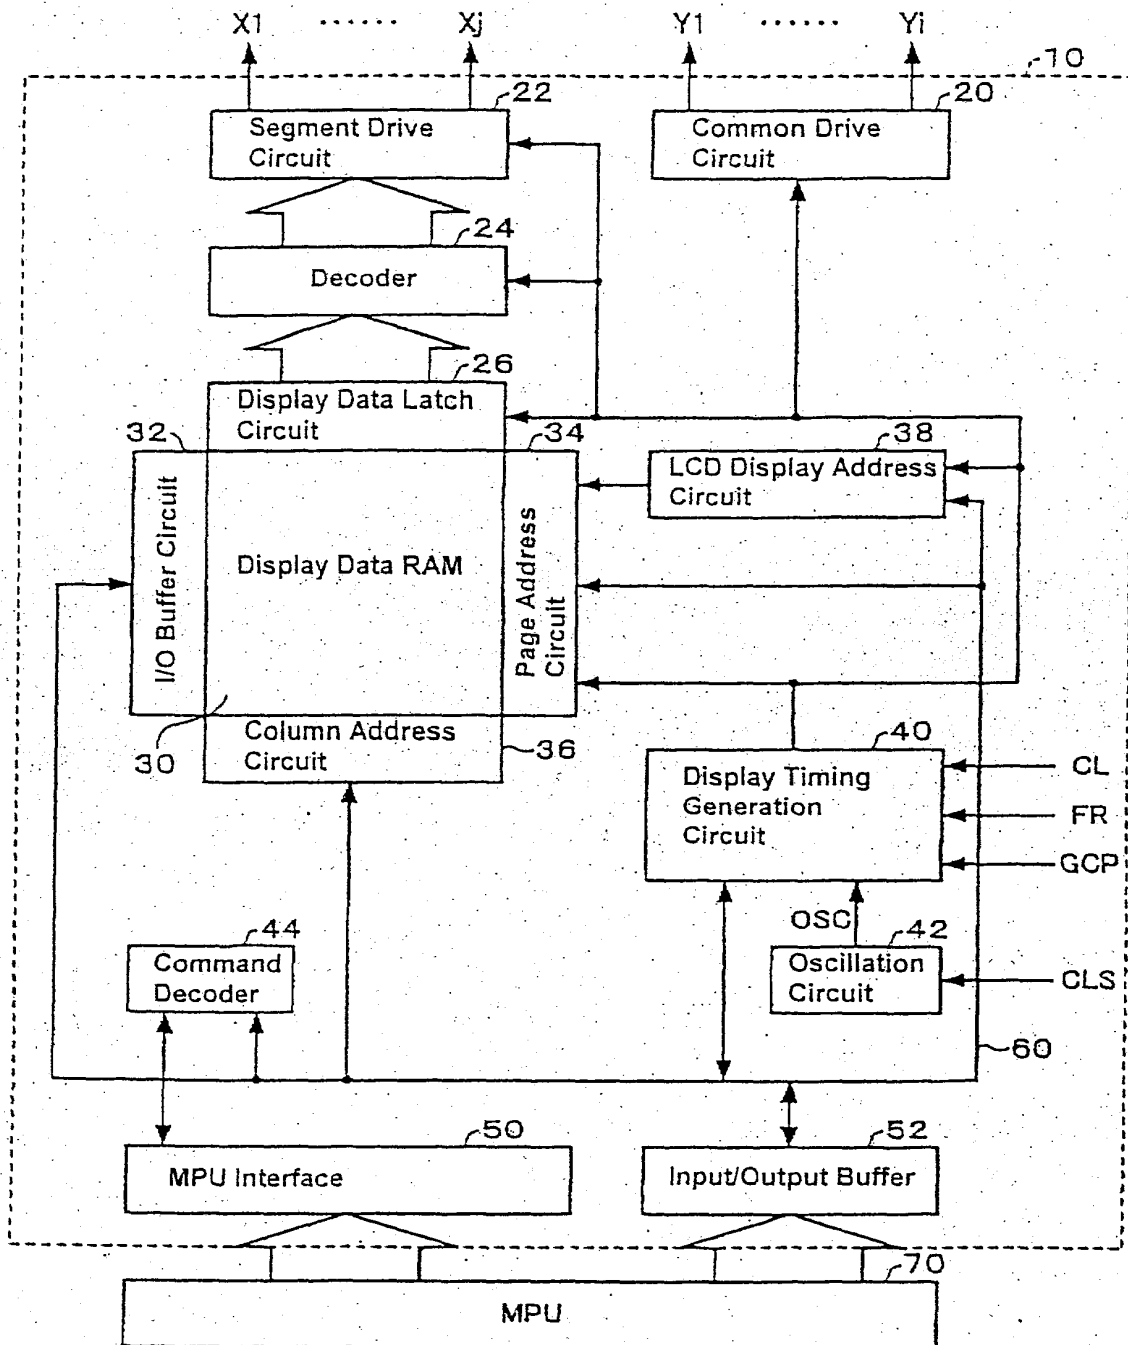 X1 ...... Xj Y1 ...... Yi
10
22
Segment Drive
Circuit
20
Common Drive
Circuit
24
Decoder
26
Display Data Latch
Circuit
32
I/O Buffer Circuit
34
Page Address
Circuit
38
LCD Display Address
Circuit
Display Data RAM
30
Column Address
Circuit
36
40
Display Timing
Generation
Circuit
CL
FR
GCP
OSC
42
Oscillation
Circuit
CLS
44
Command
Decoder
60
50
MPU Interface
52
Input/Output Buffer
70
MPU